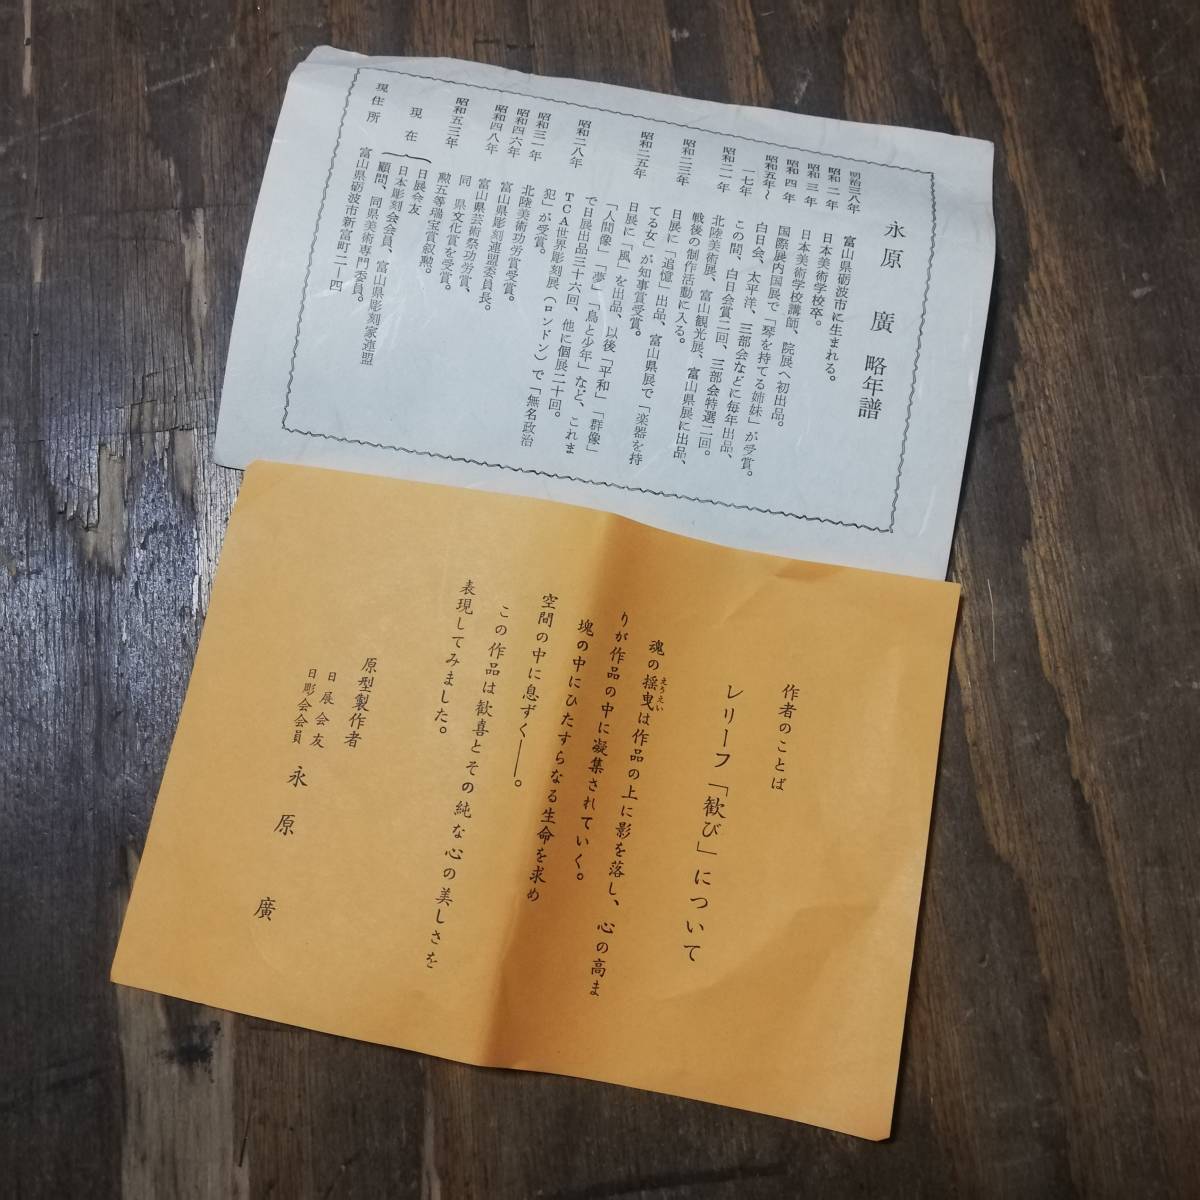 永原 廣 略年譜
明治三八年 富山県砺波市に生まれる。
昭和 二年 日本美術学校卒。
昭和 三年 日本美術学校講師、院展へ初出品。
昭和 四年 国際展内国展で「琴を持てる姉妹」が受賞。
昭和五年〜 白日会、太平洋、三部会などに毎年出品、
一七年 この間、白日会賞二回、三部会特選二回。
昭和二一年 北陸美術展、富山観光展、富山県展に出品、
戦後の制作活動に入る。
昭和二三年 日展に「追憶」出品、富山県展で「楽器を持
てる女」が知事賞受賞。
昭和二五年 日展に「風」を出品、以後「平和」「群像」
「人間像」「夢」「鳥と少年」など、これま
で日展出品三十六回、他に個展二十回。
昭和二八年 TCA世界彫刻展(ロンドン)で「無名政治
犯」が受賞。
昭和三一年 北陸美術功労賞受賞。
昭和四六年 富山県彫刻連盟委員長。
昭和四八年 富山県芸術祭功労賞、
同 県文化賞を受賞。
昭和五三年 勲五等瑞宝賞叙勲。
現在 日展会友
日本彫刻会会員、富山県彫刻家連盟
顧問、同県美術専門委員。
現住所 富山県砺波市新富町二―四
作者のことば
レリーフ「歓び」について
魂の揺曳(えうえい)は作品の上に影を落し、心の高ま
りが作品の中に凝集されていく。
塊の中にひたすらなる生命を求め
空間の中に息ずく――。
この作品は歓喜とその純な心の美しさを
表現してみました。
原型製作者
日展会友
日彫会会員
永原 廣